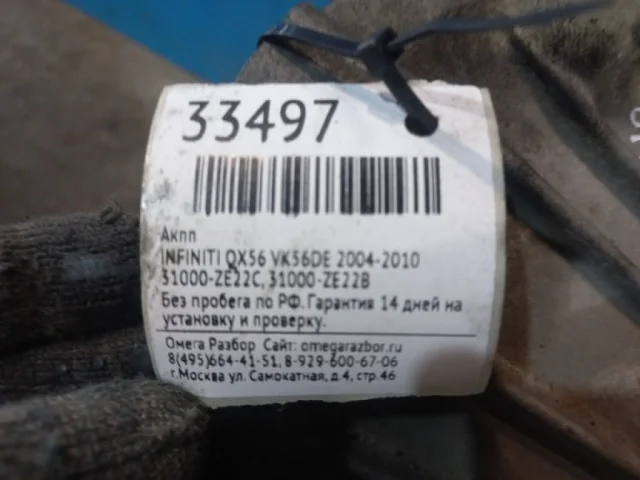 33497
Акпп
INFINITI QX56 VK56DE 2004-2010
31000-ZE22C, 31000-ZE22B
Без пробега по РФ. Гарантия 14 дней на
установку и проверку.
Омега Разбор Сайт: omegarazbor.ru
8(495)664-41-51, 8-929-600-67-06
г.Москва ул. Самокатная, д.4, стр.46